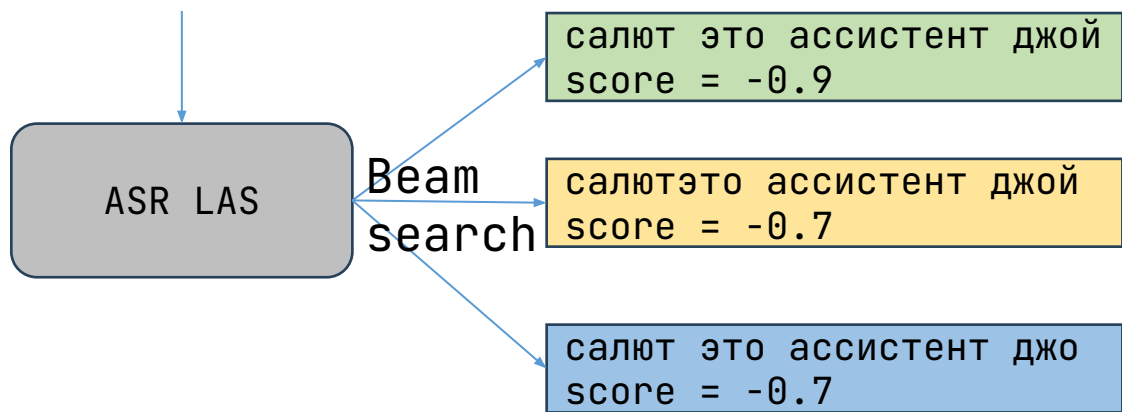 ASR LAS
Beam
search
салют это ассистент джой
score = -0.9
салютэто ассистент джой
score = -0.7
салют это ассистент джо
score = -0.7